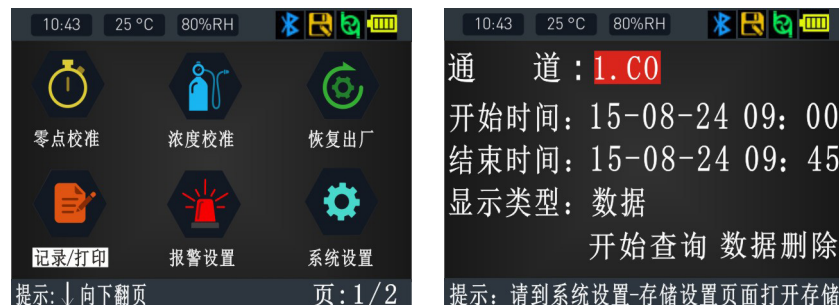 10:43 25℃ 80%RH
零点校准 浓度校准 恢复出厂
记录/打印 报警设置 系统设置
提示:↓向下翻页 页:1/2
10:43 25℃ 80%RH
通 道：1.CO
开始时间：15-08-24 09：00
结束时间：15-08-24 09：45
显示类型：数据
开始查询 数据删除
提示：请到系统设置-存储设置页面打开存储